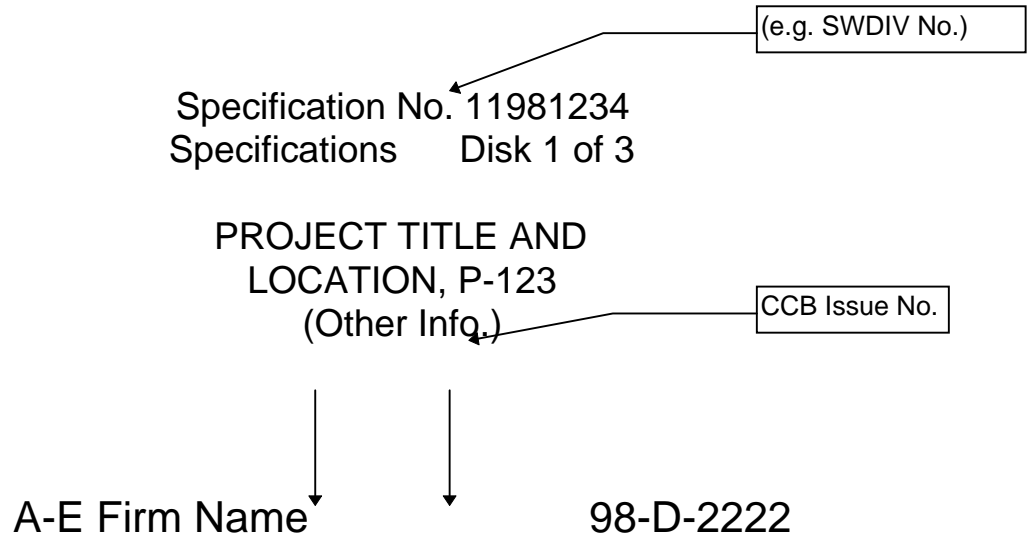 (e.g. SWDIV No.)
Specification No. 11981234
Specifications Disk 1 of 3
PROJECT TITLE AND
LOCATION, P-123
(Other Info.)
CCB Issue No.
A-E Firm Name 98-D-2222